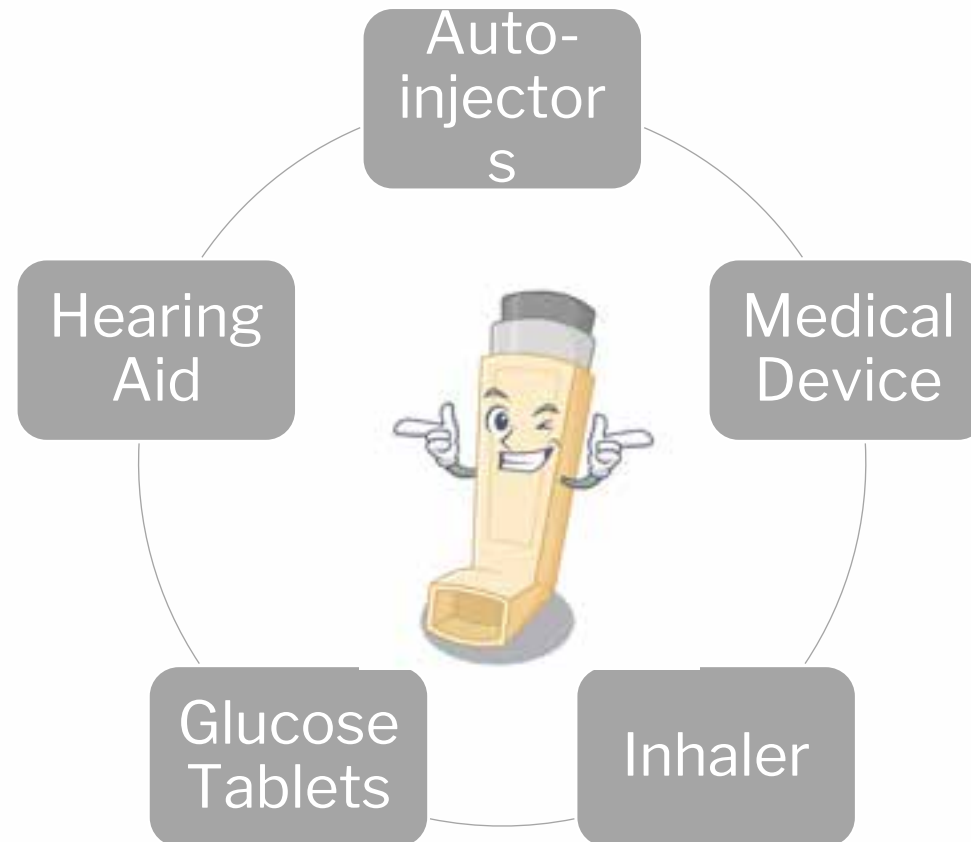 Auto-
injector
s
Medical
Device
Inhaler
Glucose
Tablets
Hearing
Aid